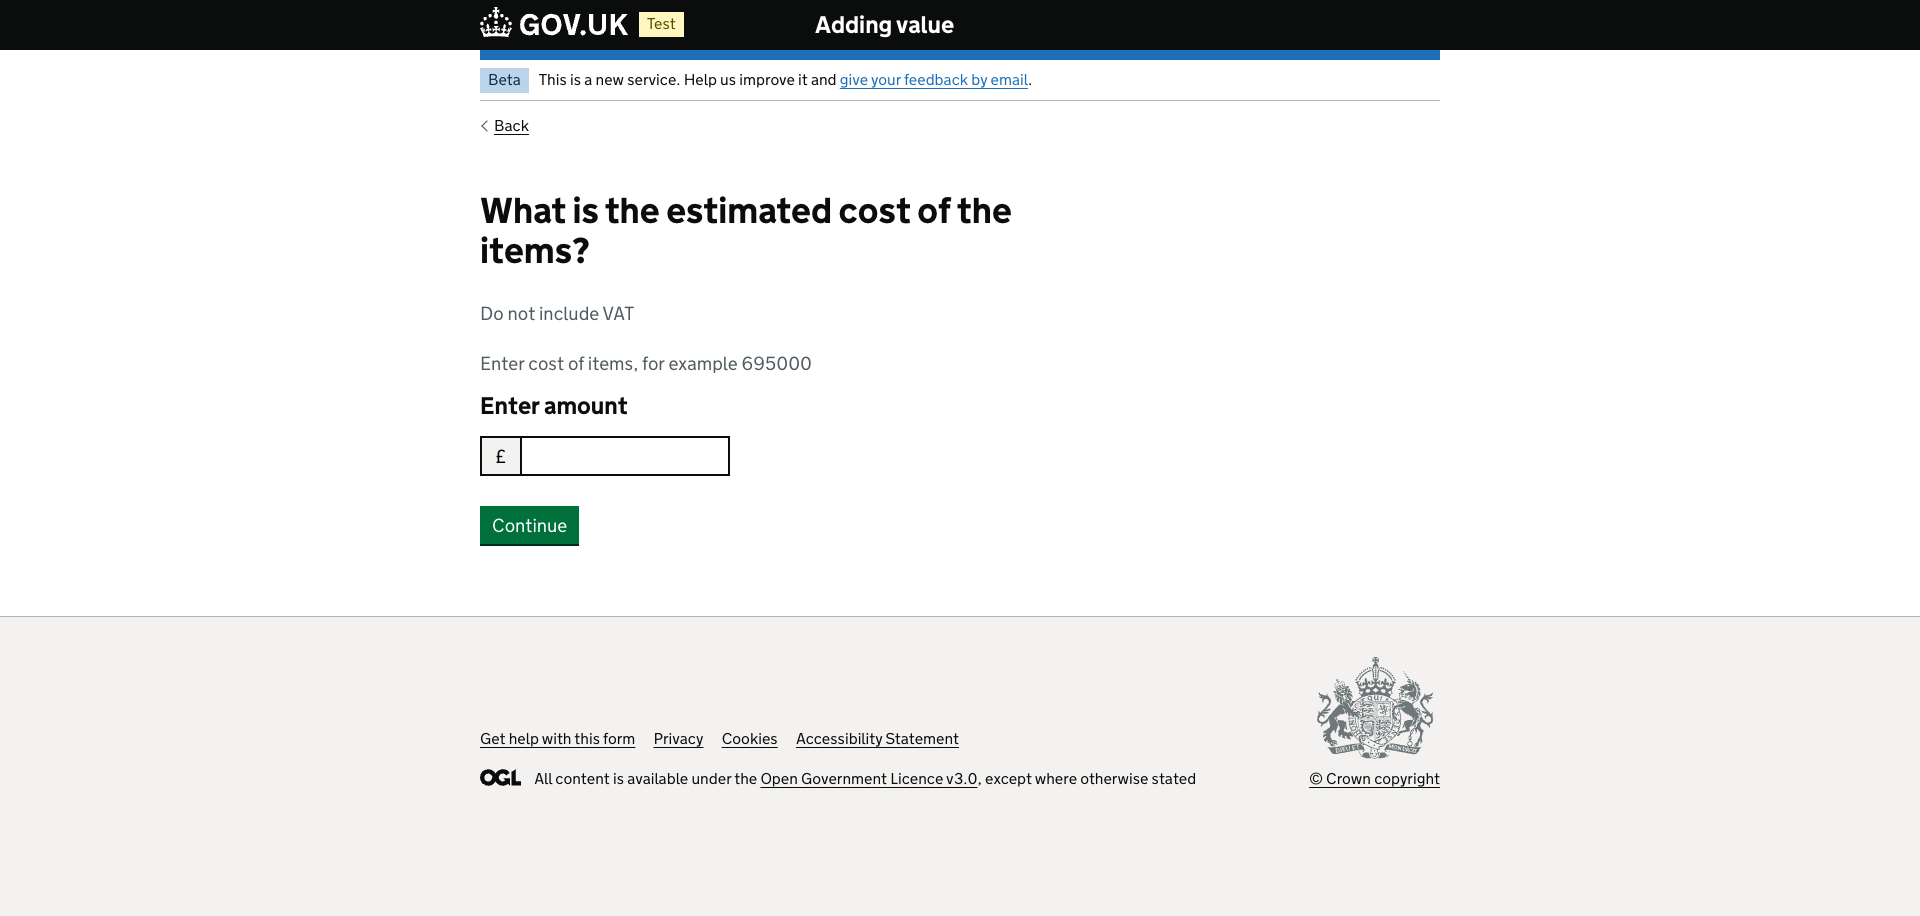 GOV.UK Test Adding value
Beta This is a new service. Help us improve it and give your feedback by email.
Back
What is the estimated cost of the
items?
Do not include VAT
Enter cost of items, for example 695000
Enter amount
£
Continue
Get help with this form Privacy Cookies Accessibility Statement
OGL All content is available under the Open Government Licence v3.0, except where otherwise stated
© Crown copyright